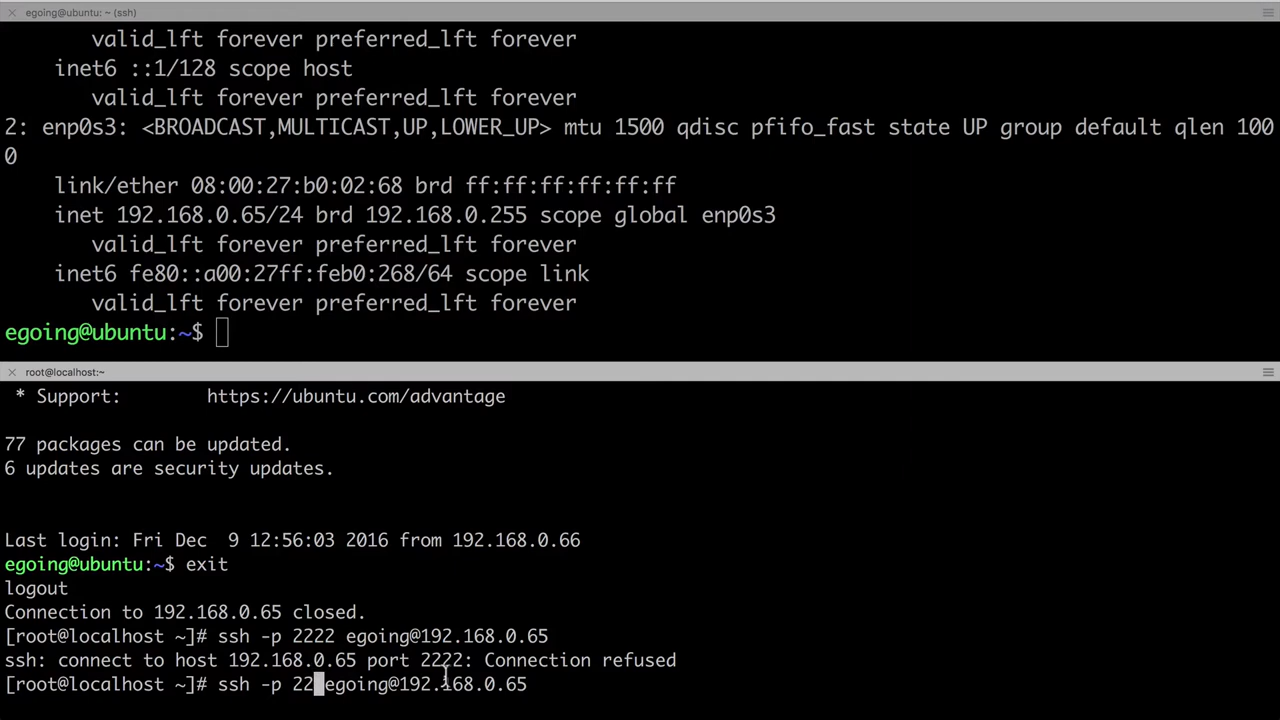 egoing@ubuntu: ~ (ssh)
valid_lft forever preferred_lft forever
inet6 ::1/128 scope host
valid_lft forever preferred_lft forever
2: enp0s3: <BROADCAST,MULTICAST,UP,LOWER_UP> mtu 1500 qdisc pfifo_fast state UP group default qlen 100
0
link/ether 08:00:27:b0:02:68 brd ff:ff:ff:ff:ff:ff
inet 192.168.0.65/24 brd 192.168.0.255 scope global enp0s3
valid_lft forever preferred_lft forever
inet6 fe80::a00:27ff:feb0:268/64 scope link
valid_lft forever preferred_lft forever
egoing@ubuntu:~$
root@localhost:~
* Support:        https://ubuntu.com/advantage
77 packages can be updated.
6 updates are security updates.
Last login: Fri Dec  9 12:56:03 2016 from 192.168.0.66
egoing@ubuntu:~$ exit
logout
Connection to 192.168.0.65 closed.
[root@localhost ~]# ssh -p 2222 egoing@192.168.0.65
ssh: connect to host 192.168.0.65 port 2222: Connection refused
[root@localhost ~]# ssh -p 22 egoing@192.168.0.65